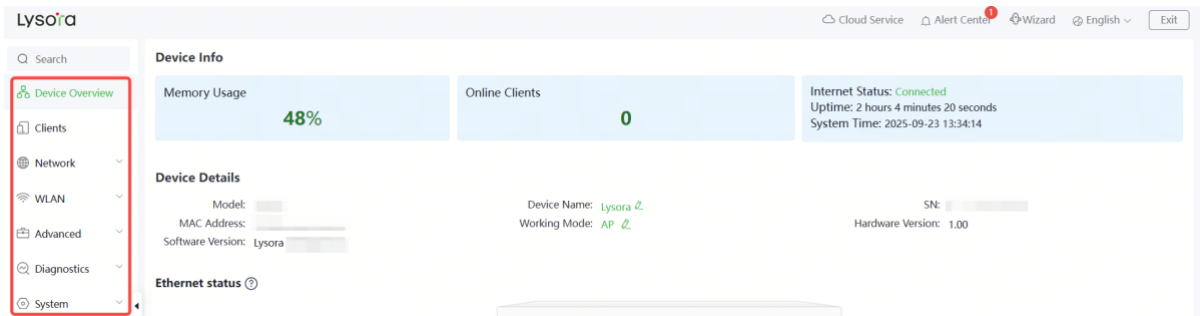 Lysora
Cloud Service
Alert Center
1
Wizard
English
Exit
Search
Device Overview
Clients
Network
WLAN
Advanced
Diagnostics
System
Device Info
Memory Usage
48%
Online Clients
0
Internet Status: Connected
Uptime: 2 hours 4 minutes 20 seconds
System Time: 2025-09-23 13:34:14
Device Details
Model:
MAC Address:
Software Version: Lysora
Device Name: Lysora
Working Mode: AP
SN:
Hardware Version: 1.00
Ethernet status ?